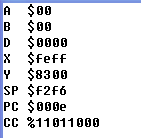 A $00
B $00
D $0000
X $feff
Y $8300
SP $f2f6
PC $000e
CC %11011000